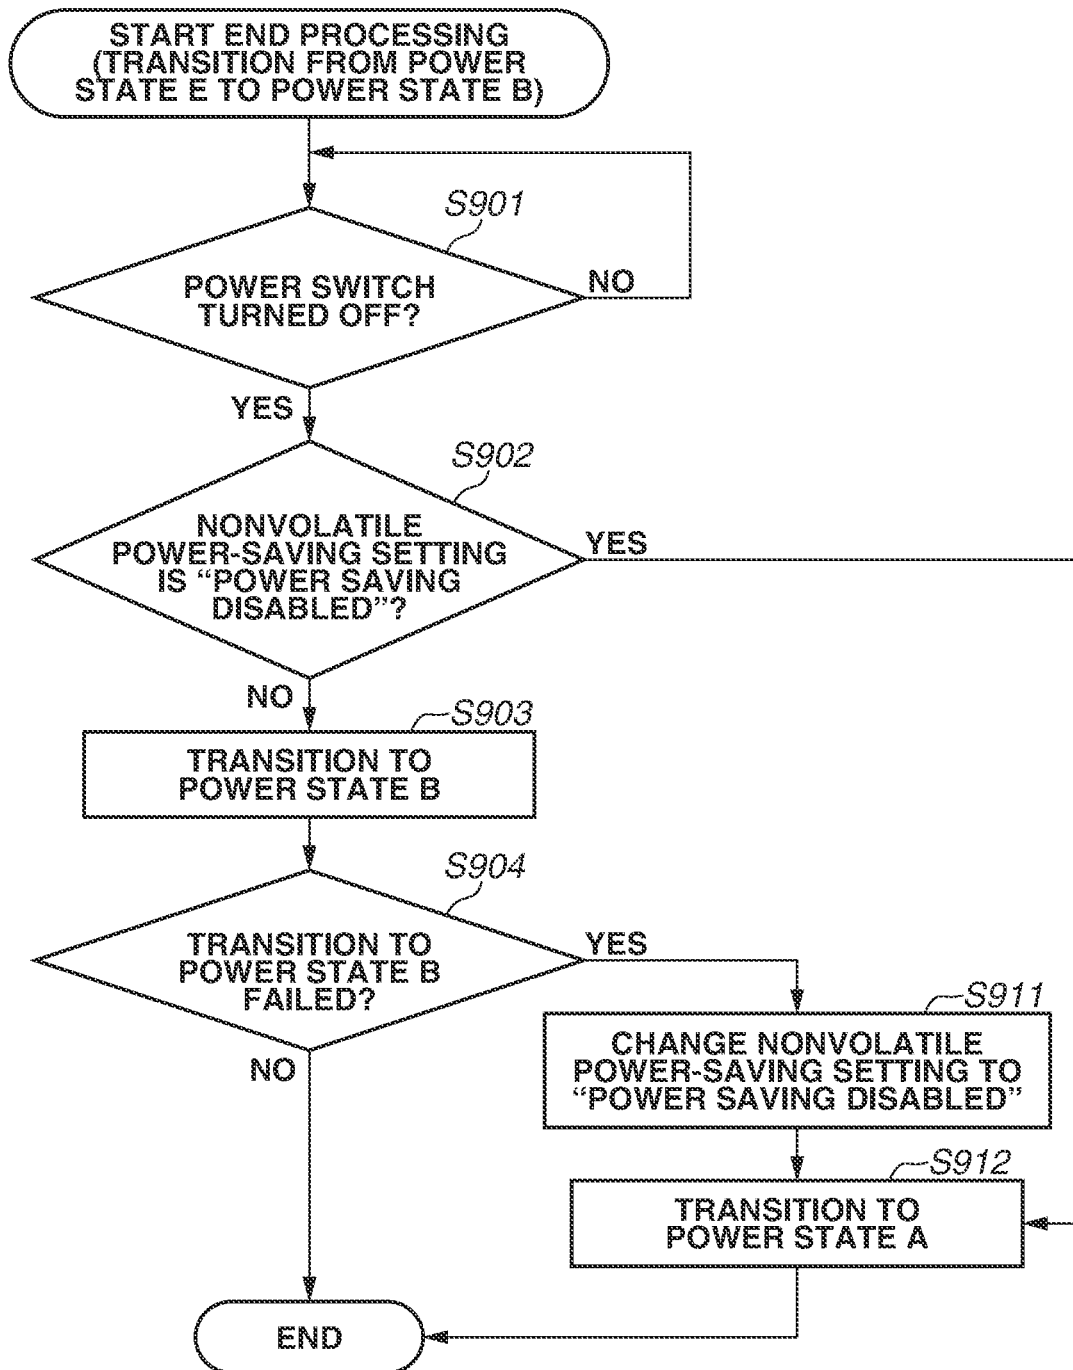 START END PROCESSING
(TRANSITION FROM POWER
STATE E TO POWER STATE B)
S901
POWER SWITCH
TURNED OFF?
NO
YES
S902
NONVOLATILE
POWER-SAVING SETTING
IS “POWER SAVING
DISABLED”?
YES
NO
S903
TRANSITION TO
POWER STATE B
S904
TRANSITION TO
POWER STATE B
FAILED?
YES
NO
S911
CHANGE NONVOLATILE
POWER-SAVING SETTING TO
“POWER SAVING DISABLED”
S912
TRANSITION TO
POWER STATE A
END